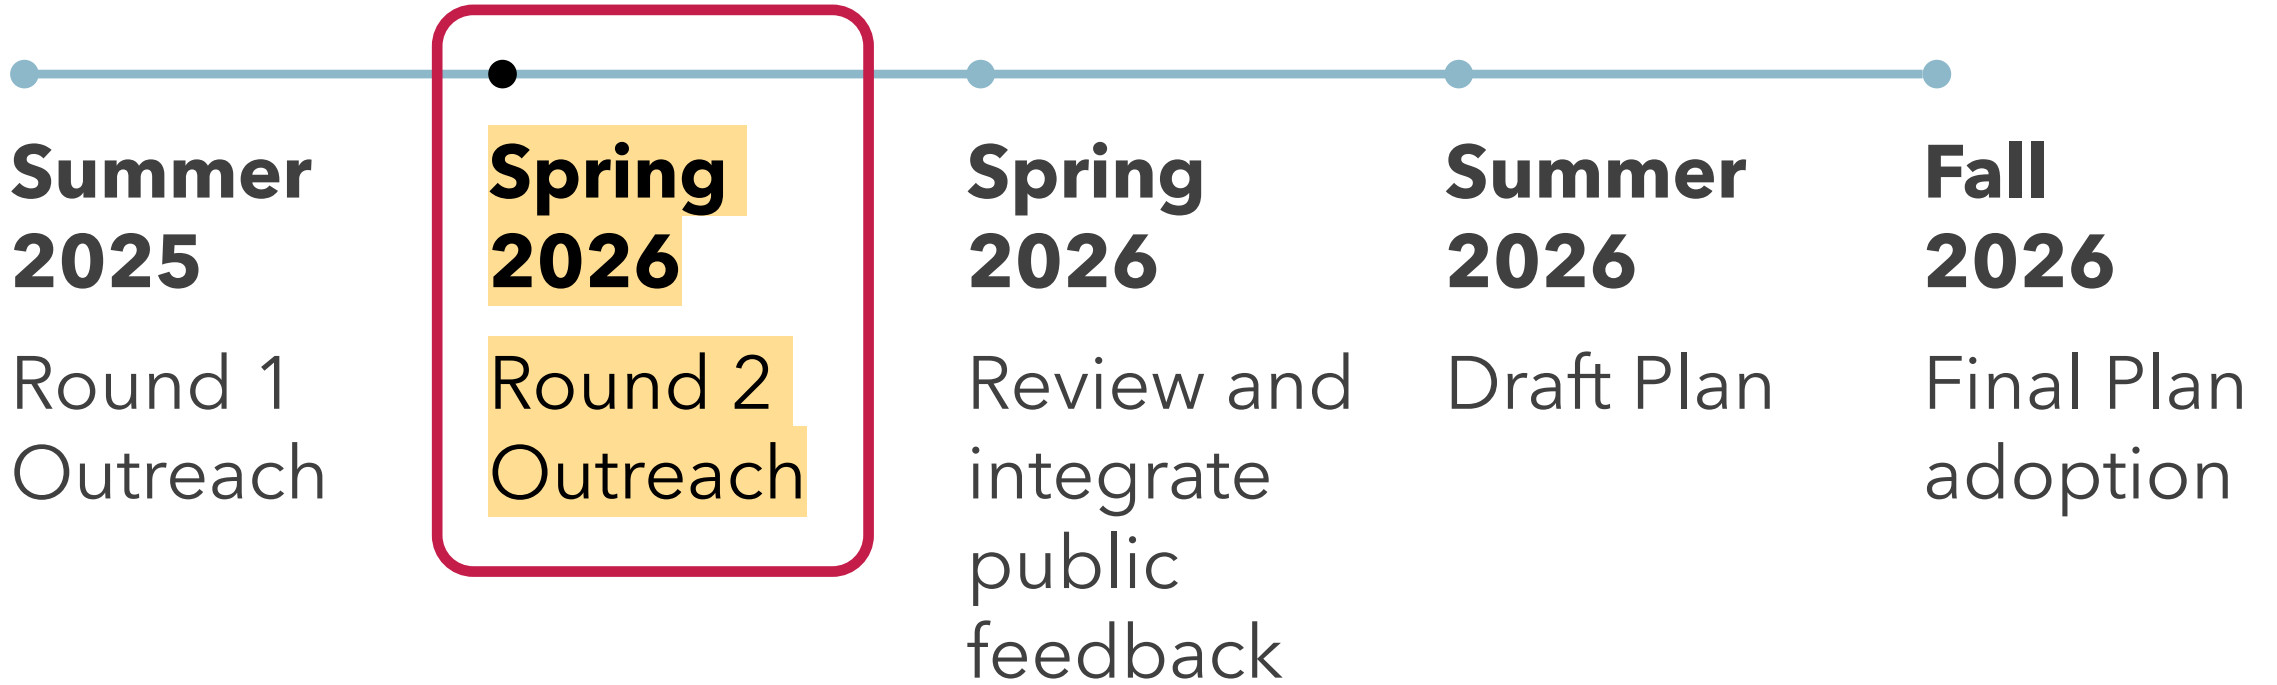 Summer
2025
Round 1
Outreach
Spring
2026
Round 2
Outreach
Spring
2026
Review and
integrate
public
feedback
Summer
2026
Draft Plan
Fall
2026
Final Plan
adoption